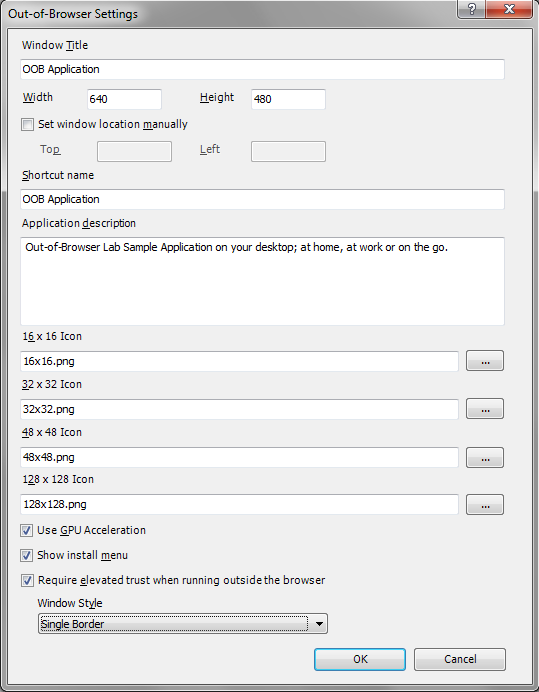 Out-of-Browser Settings
?
Window Title
OOB Application
Width 640 Height 480
Set window location manually
Top Left
Shortcut name
OOB Application
Application description
Out-of-Browser Lab Sample Application on your desktop; at home, at work or on the go.
16 x 16 Icon
16x16.png ...
32 x 32 Icon
32x32.png ...
48 x 48 Icon
48x48.png ...
128 x 128 Icon
128x128.png ...
Use GPU Acceleration
Show install menu
Require elevated trust when running outside the browser
Window Style
Single Border
OK Cancel